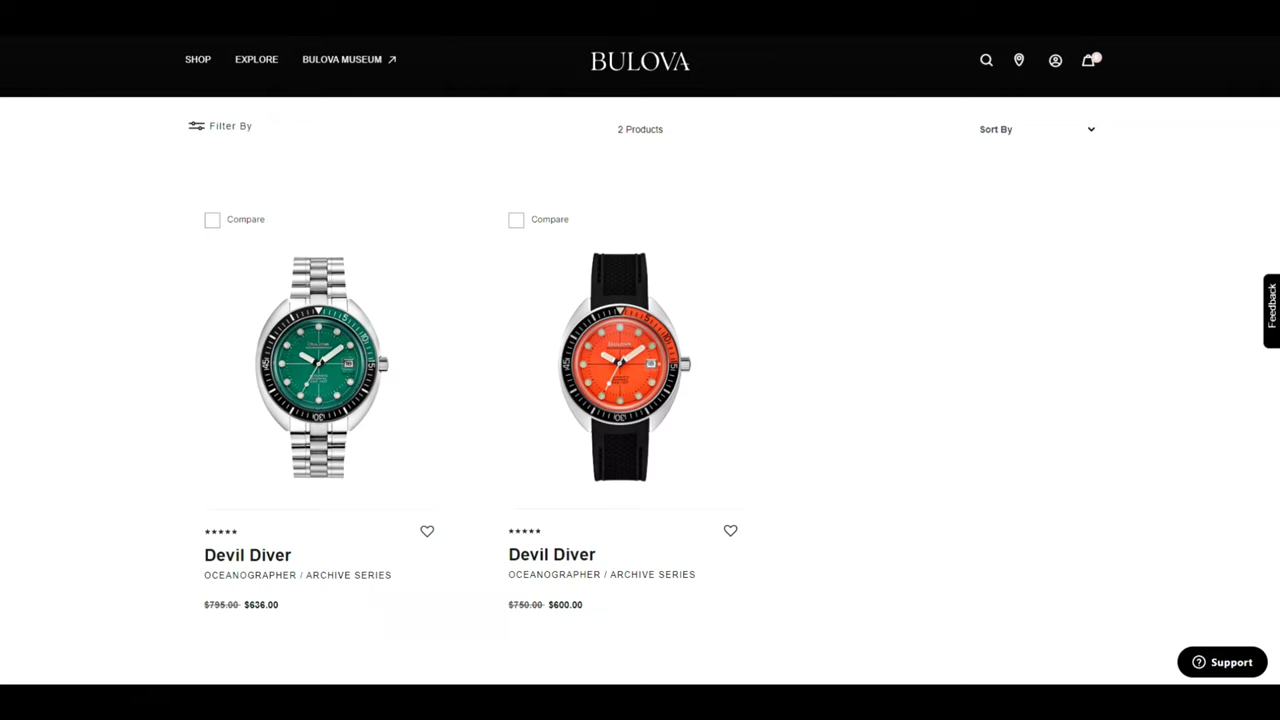 SHOP EXPLORE BULOVA MUSEUM BULOVA
Filter By 2 Products Sort By
Compare Compare
Feedback
BULOVA
Devil Diver Devil Diver
OCEANOGRAPHER / ARCHIVE SERIES OCEANOGRAPHER / ARCHIVE SERIES
$795.00 $636.00 $750.00 $600.00
Support